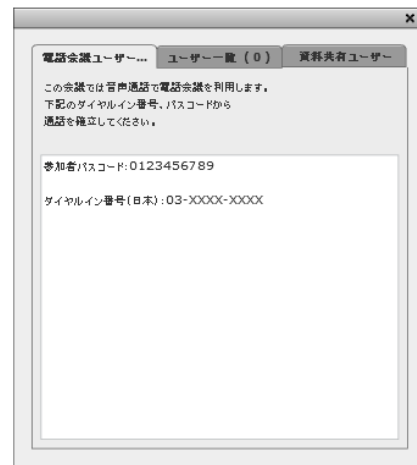 ×
電話会議ユーザー...
ユーザー一覧（0）
資料共有ユーザー
この会議では音声通話で電話会議を利用します。
下記のダイヤルイン番号、パスコードから
通話を確立してください。
参加者パスコード:0123456789
ダイヤルイン番号(日本):03-XXXX-XXXX